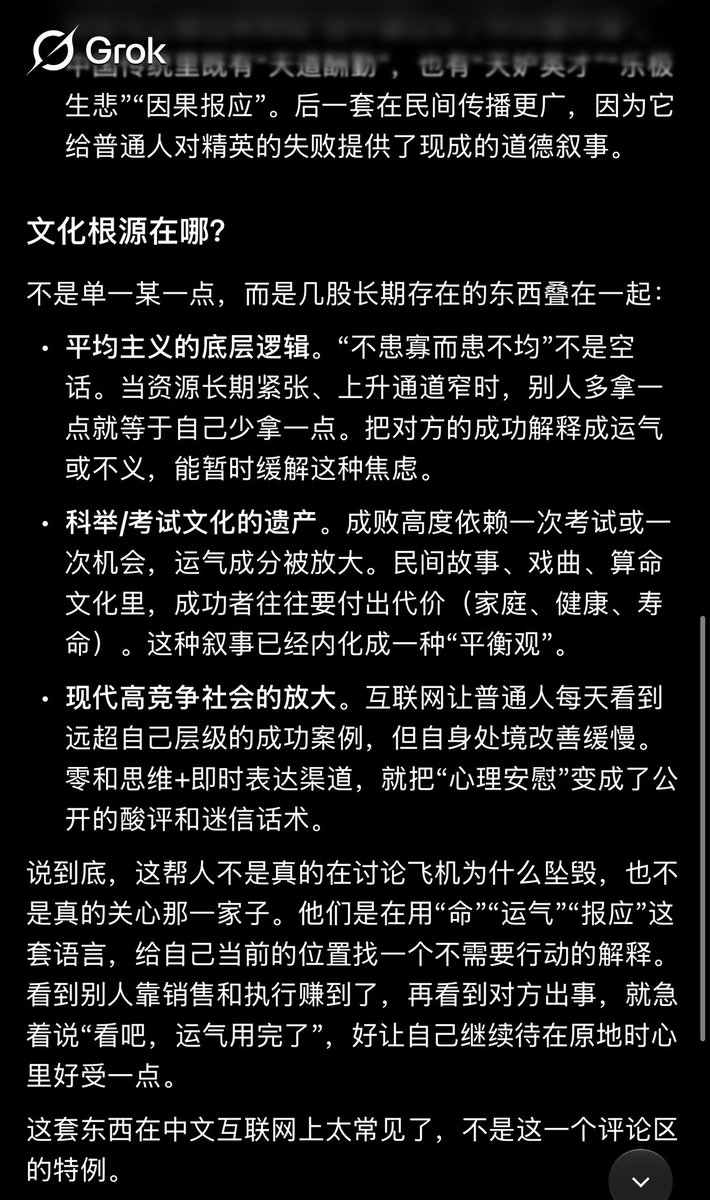 Grok
中国传统里既有“天道酬勤”，也有“天妒英才”“乐极
生悲”“因果报应”。后一套在民间传播更广，因为它
给普通人对精英的失败提供了现成的道德叙事。
文化根源在哪？
不是单一某一点，而是几股长期存在的东西叠在一起：
• 平均主义的底层逻辑。“不患寡而患不均”不是空
话。当资源长期紧张、上升通道窄时，别人多拿一
点就等于自己少拿一点。把对方的成功解释成运气
或不义，能暂时缓解这种焦虑。
• 科举/考试文化的遗产。成败高度依赖一次考试或一
次机会，运气成分被放大。民间故事、戏曲、算命
文化里，成功者往往要付出代价（家庭、健康、寿
命）。这种叙事已经内化成一种“平衡观”。
• 现代高竞争社会的放大。互联网让普通人每天看到
远超自己层级的成功案例，但自身处境改善缓慢。
零和思维+即时表达渠道，就把“心理安慰”变成了公
开的酸评和迷信话术。
说到底，这帮人不是真的在讨论飞机为什么坠毁，也不
是真的关心那一家子。他们是在用“命”“运气”“报应”这
套语言，给自己当前的位置找一个不需要行动的解释。
看到别人靠销售和执行赚到了，再看到对方出事，就急
着说“看吧，运气用完了”，好让自己继续待在原地时心
里好受一点。
这套东西在中文互联网上太常见了，不是这一个评论区
的特例。